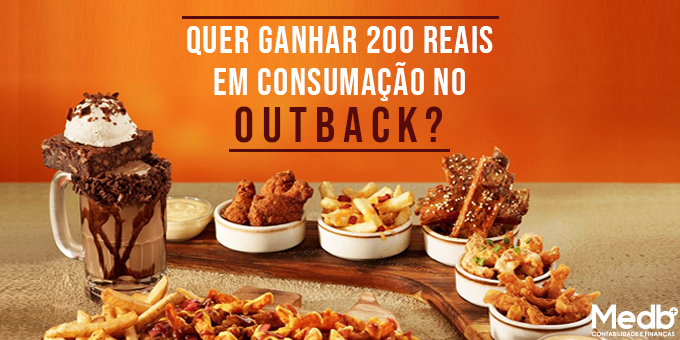 QUER GANHAR 200 REAIS
EM CONSUMAÇÃO NO
OUTBACK?
Medb+
CONTABILIDADE E FINANÇAS